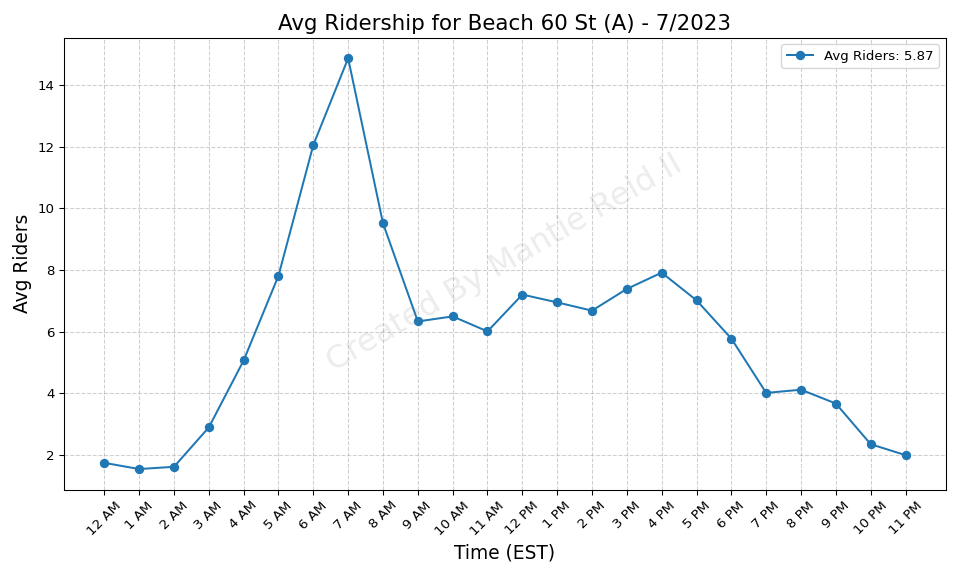 Avg Ridership for Beach 60 St (A) - 7/2023
Avg Riders: 5.87
Avg Riders
14
12
10
8
6
4
2
Created By Mantie Reid II
12 AM
1 AM
2 AM
3 AM
4 AM
5 AM
6 AM
7 AM
8 AM
9 AM
10 AM
11 AM
12 PM
1 PM
2 PM
3 PM
4 PM
5 PM
6 PM
7 PM
8 PM
9 PM
10 PM
11 PM
Time (EST)